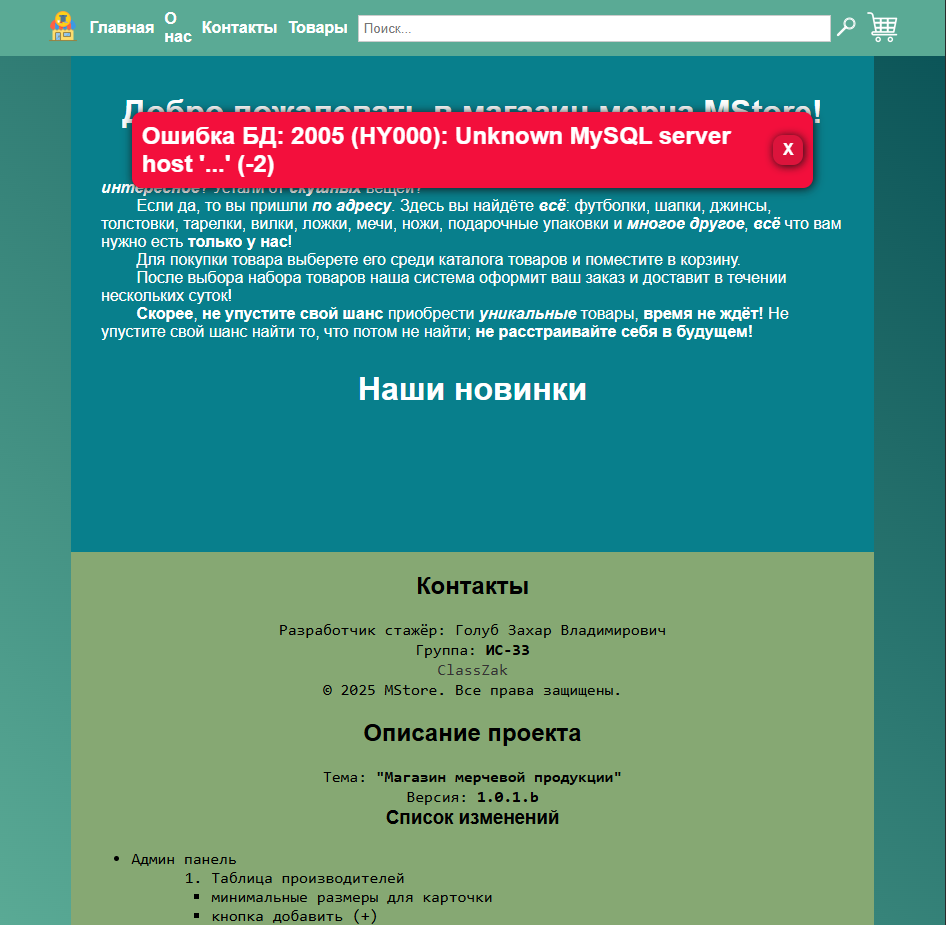 Главная
О
нас
Контакты
Товары
Поиск...
Добро пожаловать в магазин мерча MStore!
Ошибка БД: 2005 (HY000): Unknown MySQL server
host '...' (-2)
X
интересное? Устали от скушных вещей?
Если да, то вы пришли по адресу. Здесь вы найдёте всё: футболки, шапки, джинсы,
толстовки, тарелки, вилки, ложки, мечи, ножи, подарочные упаковки и многое другое, всё что вам
нужно есть только у нас!
Для покупки товара выберете его среди каталога товаров и поместите в корзину.
После выбора набора товаров наша система оформит ваш заказ и доставит в течении
нескольких суток!
Скорее, не упустите свой шанс приобрести уникальные товары, время не ждёт! Не
упустите свой шанс найти то, что потом не найти; не расстраивайте себя в будущем!
Наши новинки
Контакты
Разработчик стажёр: Голуб Захар Владимирович
Группа: ИС-33
ClassZak
© 2025 MStore. Все права защищены.
Описание проекта
Тема: "Магазин мерчевой продукции"
Версия: 1.0.1.b
Список изменений
• Админ панель
1. Таблица производителей
▪ минимальные размеры для карточки
▪ кнопка добавить (+)